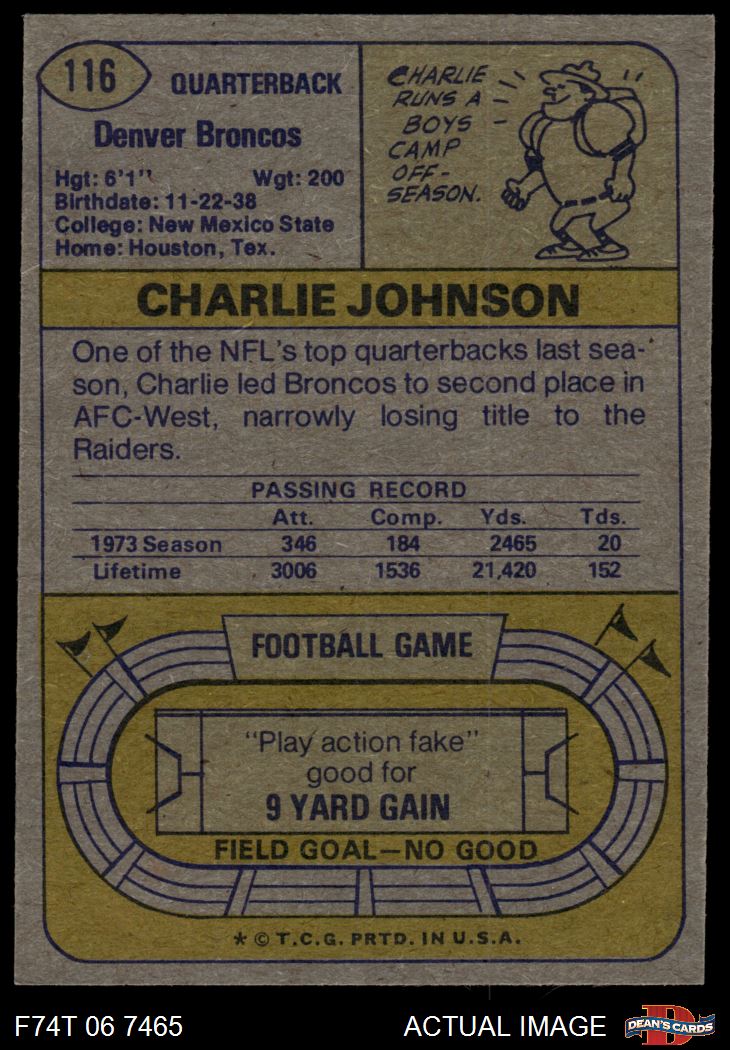 116
QUARTERBACK
Denver Broncos
Hgt: 6'1" Wgt: 200
Birthdate: 11-22-38
College: New Mexico State
Home: Houston, Tex.
CHARLIE
RUNS A
BOYS
CAMP
OFF-
SEASON.
CHARLIE JOHNSON
One of the NFL's top quarterbacks last sea-
son, Charlie led Broncos to second place in
AFC-West, narrowly losing title to the
Raiders.
PASSING RECORD
Att. Comp. Yds. Tds.
1973 Season 346 184 2465 20
Lifetime 3006 1536 21,420 152
FOOTBALL GAME
"Play action fake"
good for
9 YARD GAIN
FIELD GOAL—NO GOOD
* © T.C.G. PRTD. IN U.S.A.
F74T 06 7465 ACTUAL IMAGE
D
DEAN'S CARDS